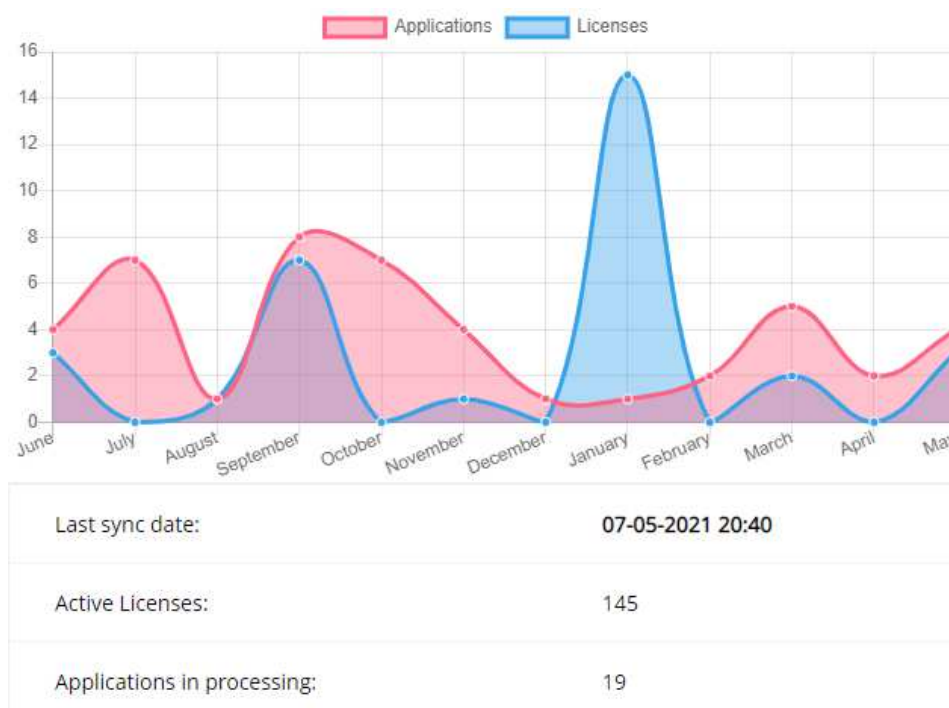 Applications Licenses
16
14
12
10
8
6
4
2
0
June July August September October November December January February March April
Last sync date: 07-05-2021 20:40
Active Licenses: 145
Applications in processing: 19